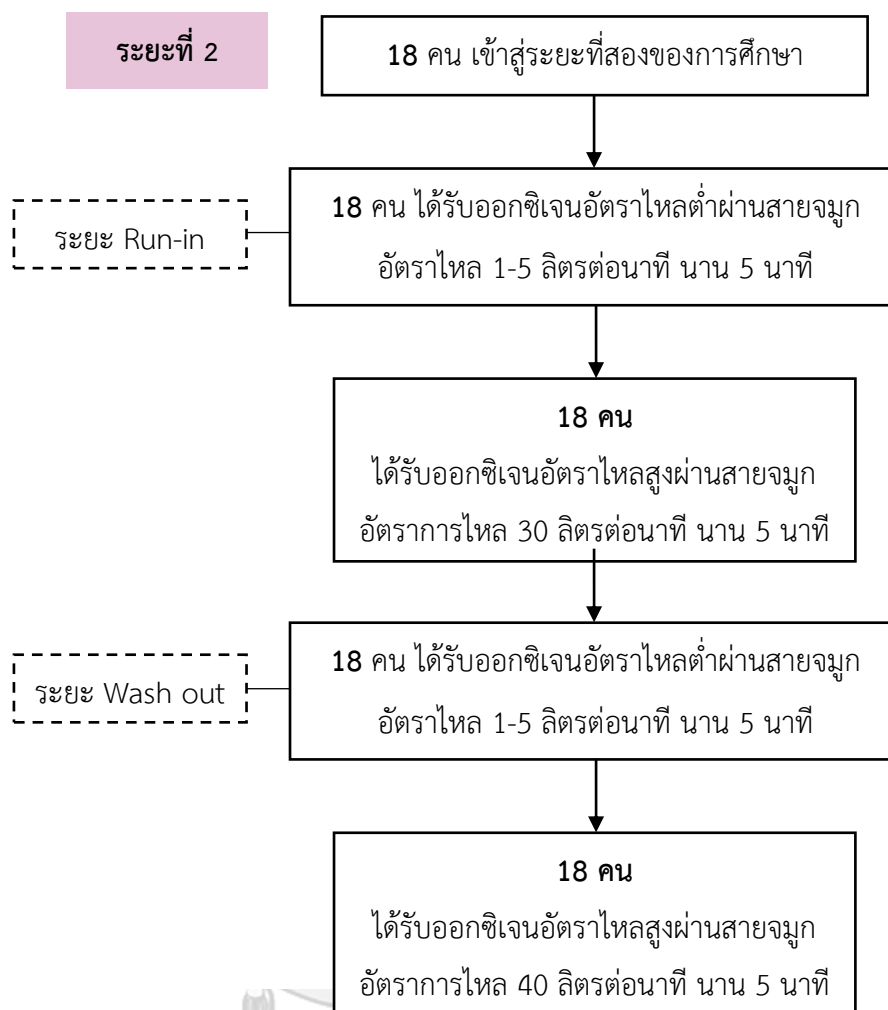 ระยะที่ 2
18 คน เข้าสู่ระยะที่สองของการศึกษา
18 คน ได้รับออกซิเจนอัตราไหลต่ำผ่านสายจมูก
อัตราไหล 1-5 ลิตรต่อนาที นาน 5 นาที
ระยะ Run-in
18 คน
ได้รับออกซิเจนอัตราไหลสูงผ่านสายจมูก
อัตราการไหล 30 ลิตรต่อนาที นาน 5 นาที
18 คน ได้รับออกซิเจนอัตราไหลต่ำผ่านสายจมูก
อัตราไหล 1-5 ลิตรต่อนาที นาน 5 นาที
ระยะ Wash out
18 คน
ได้รับออกซิเจนอัตราไหลสูงผ่านสายจมูก
อัตราการไหล 40 ลิตรต่อนาที นาน 5 นาที